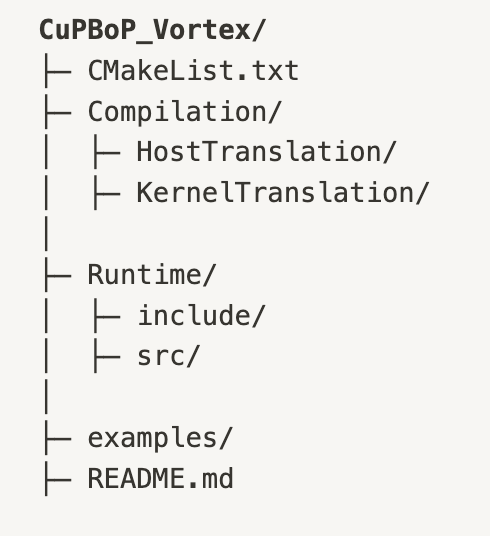 CuPBoP_Vortex/
├─ CMakeList.txt
├─ Compilation/
│  ├─ HostTranslation/
│  ├─ KernelTranslation/
│
├─ Runtime/
│  ├─ include/
│  ├─ src/
│
├─ examples/
├─ README.md